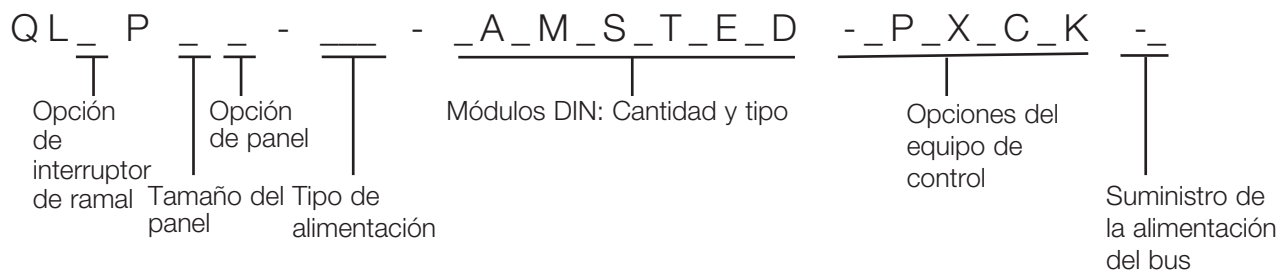 QL_ P _ _ - ___ - _A_M_S_T_E_D -_P_X_C_K -_
Opción
de
interruptor
de ramal
Tamaño del
panel
Opción
de panel
Tipo de
alimentación
Módulos DIN: Cantidad y tipo
Opciones del
equipo de
control
Suministro de
la alimentación
del bus